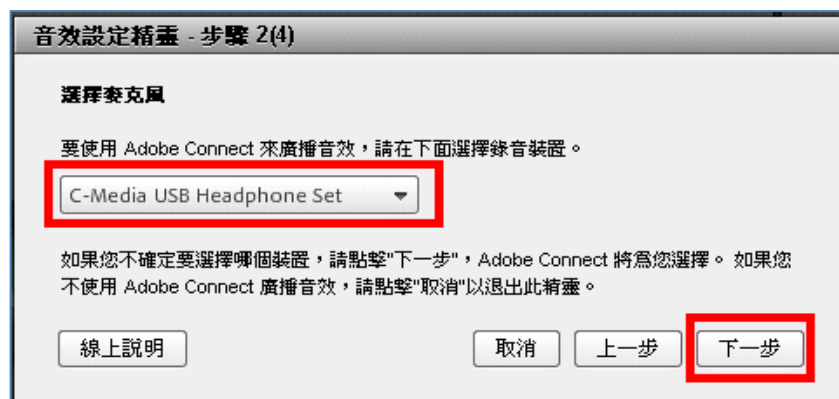 音效設定精靈 - 步驟 2(4)
選擇麥克風
要使用 Adobe Connect 來廣播音效，請在下面選擇錄音裝置。
C-Media USB Headphone Set
如果您不確定要選擇哪個裝置，請點擊"下一步"，Adobe Connect 將為您選擇。 如果您
不使用 Adobe Connect 廣播音效，請點擊"取消"以退出此精靈。
線上說明 取消 上一步 下一步